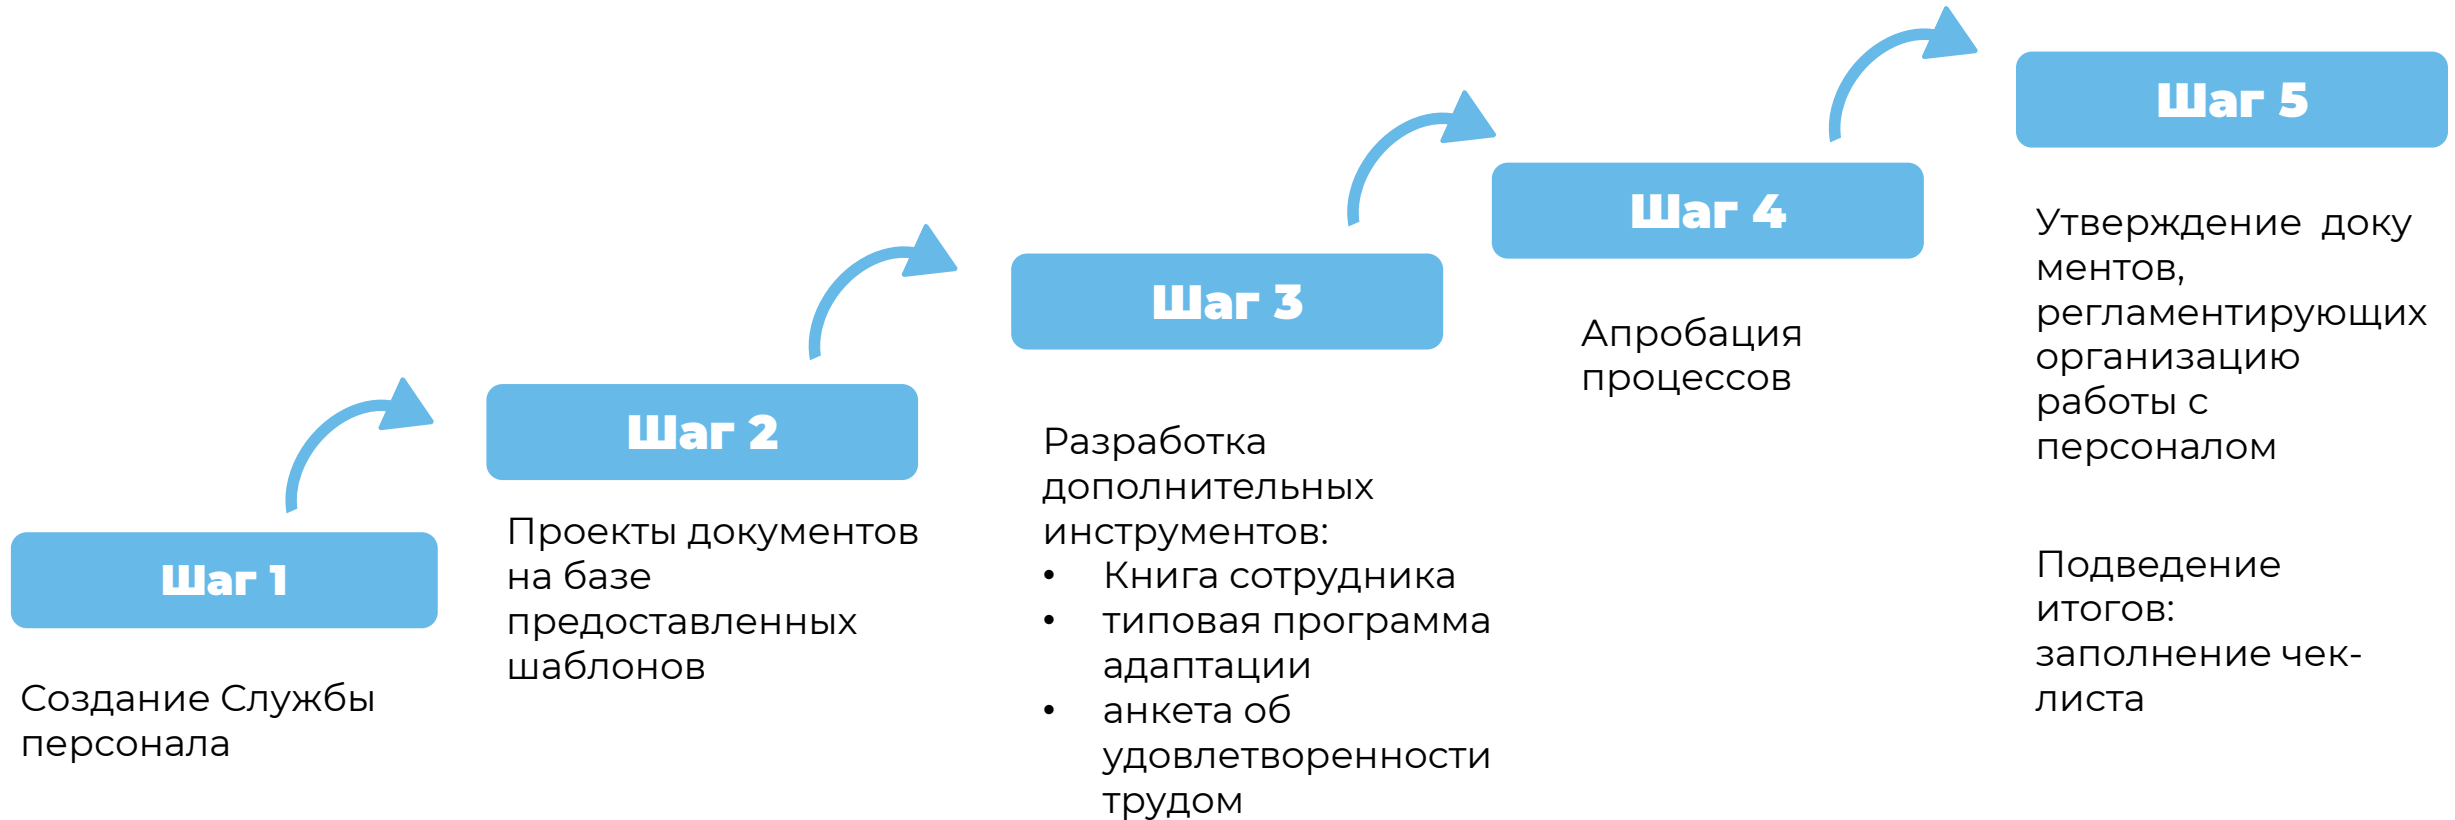 Шаг 1
Создание Службы
персонала
Шаг 2
Проекты документов
на базе
предоставленных
шаблонов
Шаг 3
Разработка
дополнительных
инструментов:
• Книга сотрудника
• типовая программа
адаптации
• анкета об
удовлетворенности
трудом
Шаг 4
Апробация
процессов
Шаг 5
Утверждение доку
ментов,
регламентирующих
организацию
работы с
персоналом
Подведение
итогов:
заполнение чек-
листа